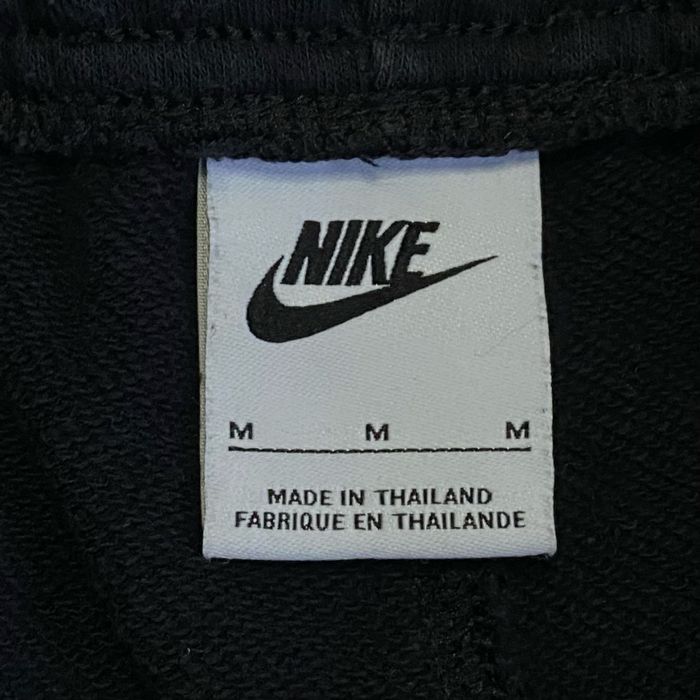 NIKE
M M M
MADE IN THAILAND
FABRIQUE EN THAILANDE